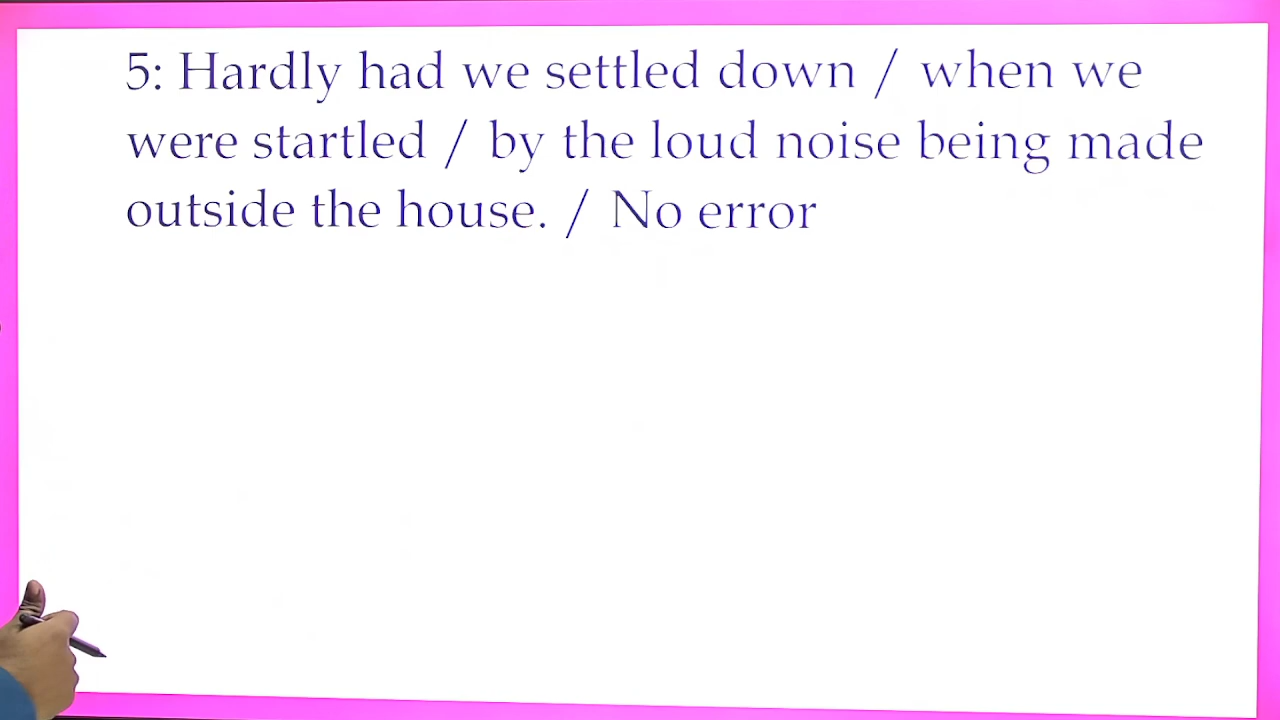 5: Hardly had we settled down / when we
were startled / by the loud noise being made
outside the house. / No error